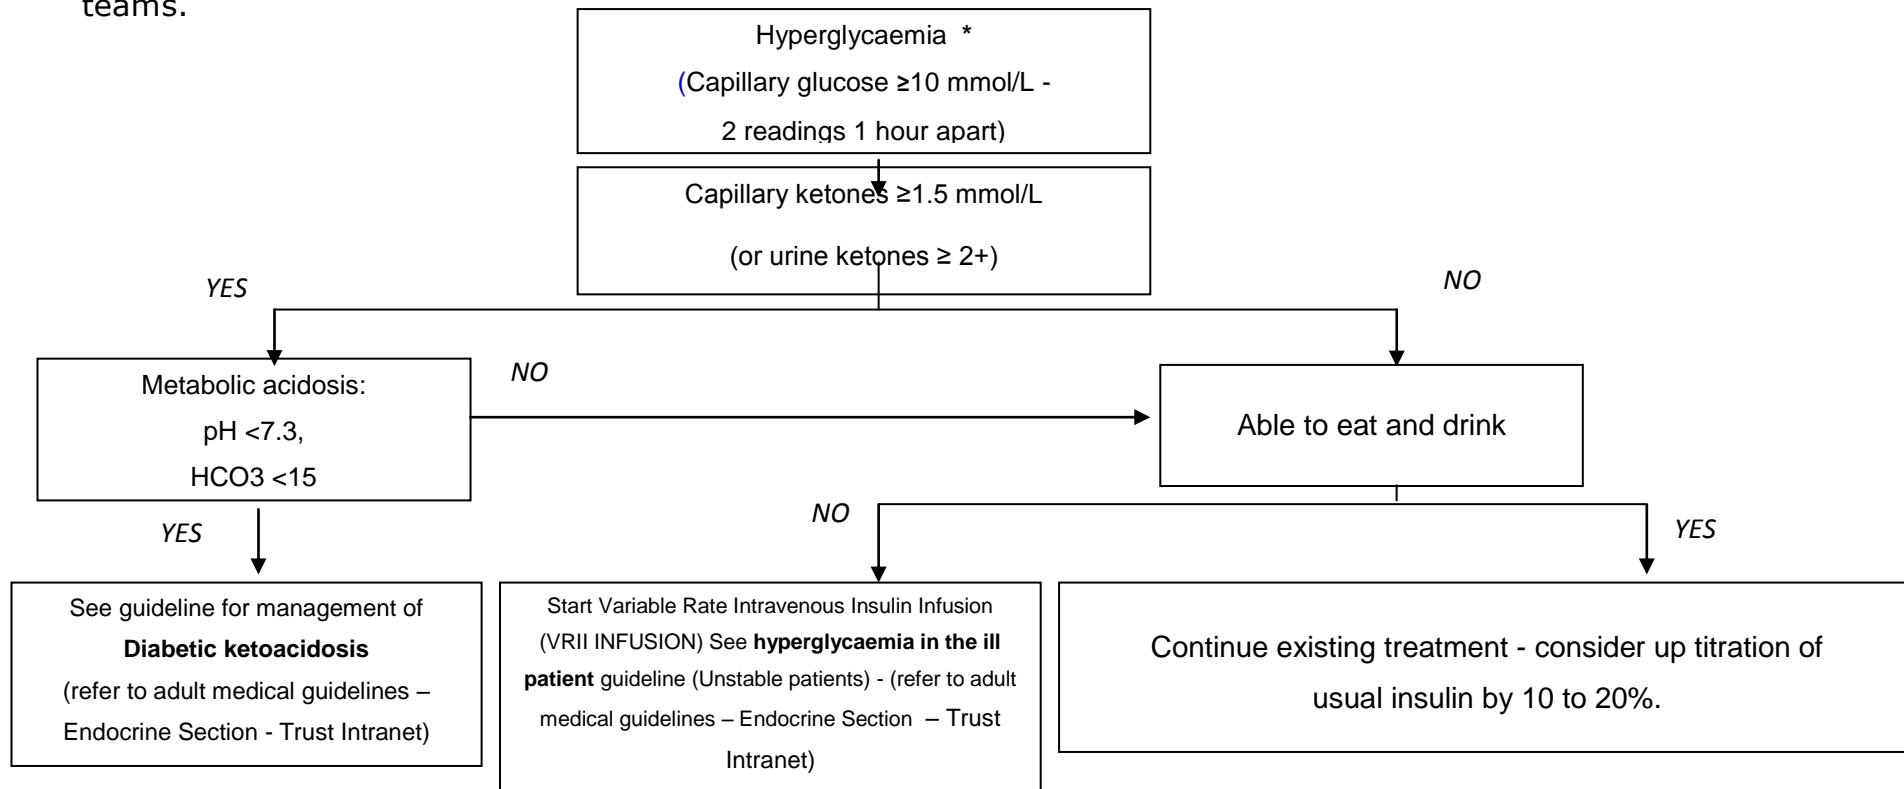 teams.
Hyperglycaemia *
(Capillary glucose ≥10 mmol/L -
2 readings 1 hour apart)
Capillary ketones ≥1.5 mmol/L
(or urine ketones ≥ 2+)
YES
NO
Metabolic acidosis:
pH <7.3,
HCO3 <15
NO
Able to eat and drink
YES
NO
YES
See guideline for management of
Diabetic ketoacidosis
(refer to adult medical guidelines –
Endocrine Section - Trust Intranet)
Start Variable Rate Intravenous Insulin Infusion
(VRII INFUSION) See hyperglycaemia in the ill
patient guideline (Unstable patients) - (refer to adult
medical guidelines – Endocrine Section – Trust
Intranet)
Continue existing treatment - consider up titration of
usual insulin by 10 to 20%.